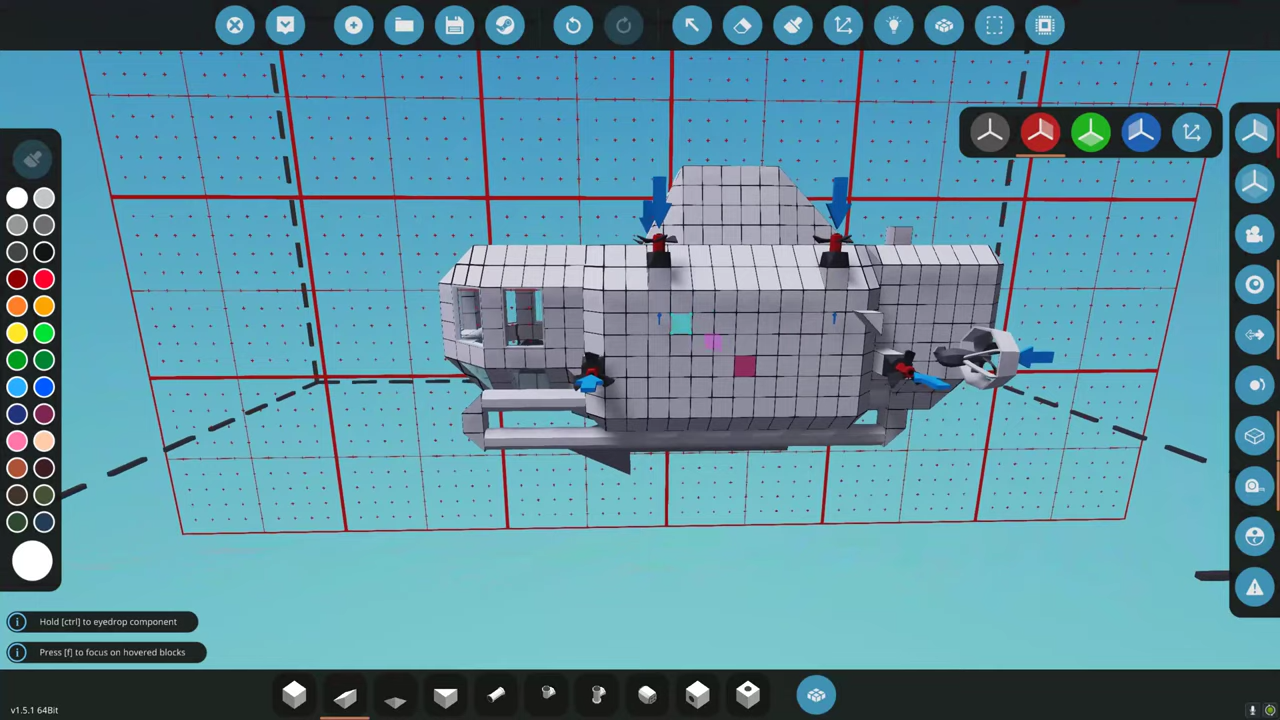 Hold [ctrl] to eyedrop component
Press [f] to focus on hovered blocks
v1.5.1 64Bit